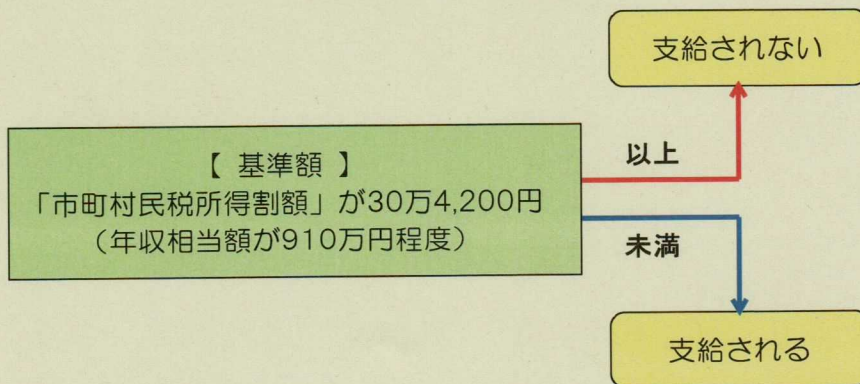 支給されない
以上
【 基準額 】
「市町村民税所得割額」が30万4,200円
（年収相当額が910万円程度）
未満
支給される